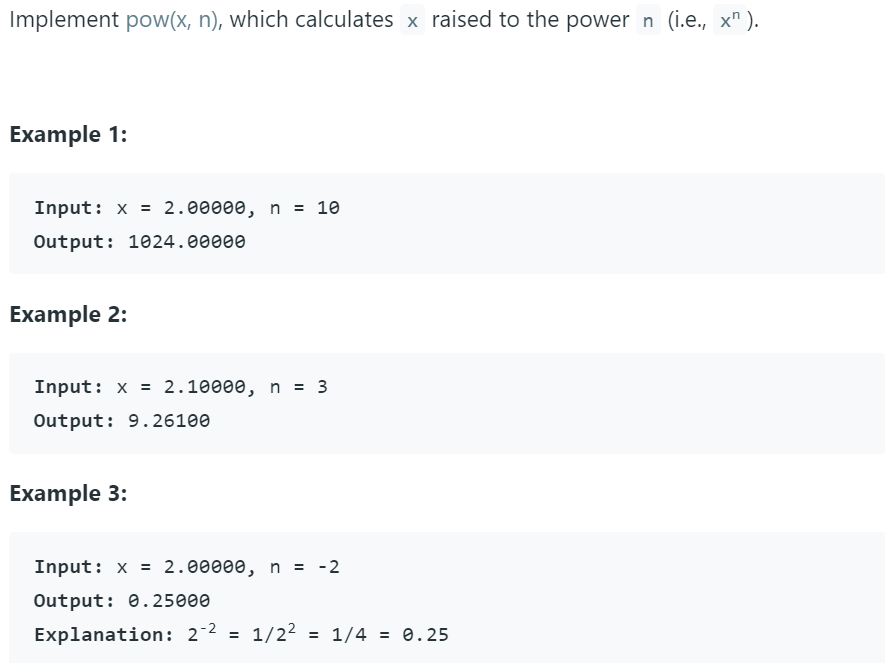 Implement pow(x, n), which calculates x raised to the power n (i.e., xⁿ).
Example 1:
Input: x = 2.00000, n = 10
Output: 1024.00000
Example 2:
Input: x = 2.10000, n = 3
Output: 9.26100
Example 3:
Input: x = 2.00000, n = -2
Output: 0.25000
Explanation: 2⁻² = 1/2² = 1/4 = 0.25